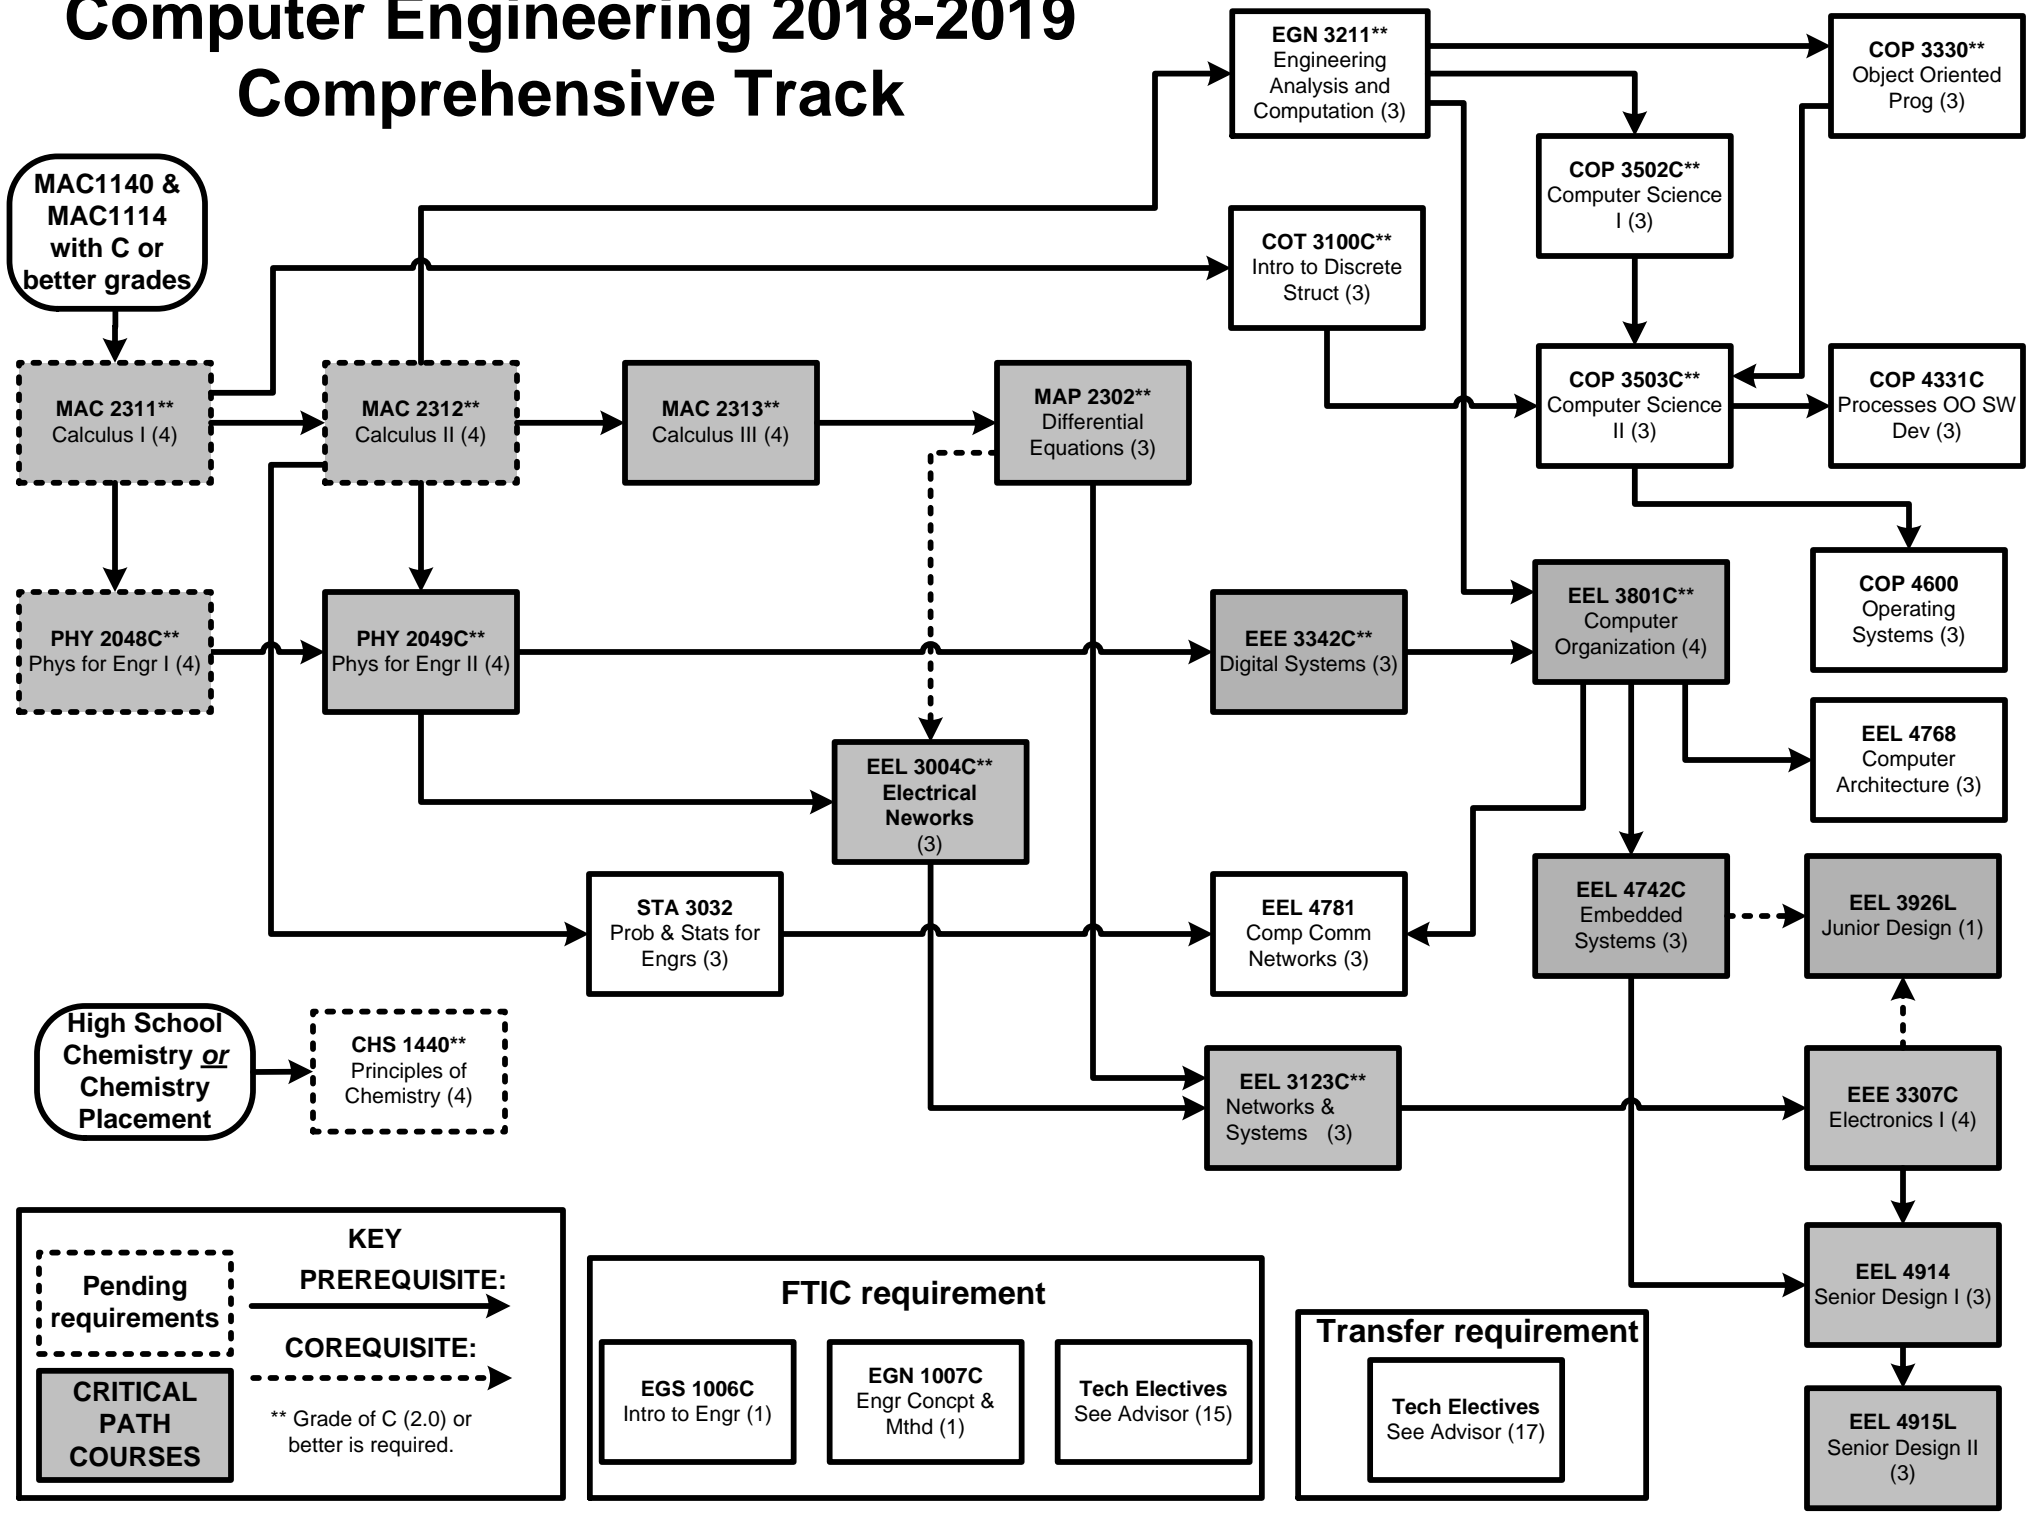 Computer Engineering 2018-2019
Comprehensive Track
EGN 3211**
Engineering
Analysis and
Computation (3)
COP 3330**
Object Oriented
Prog (3)
MAC1140 &
MAC1114
with C or
better grades
COP 3502C**
Computer Science
I (3)
COT 3100C**
Intro to Discrete
Struct (3)
MAC 2311**
Calculus I (4)
MAC 2312**
Calculus II (4)
MAC 2313**
Calculus III (4)
MAP 2302**
Differential
Equations (3)
COP 3503C**
Computer Science
II (3)
COP 4331C
Processes OO SW
Dev (3)
PHY 2048C**
Phys for Engr I (4)
PHY 2049C**
Phys for Engr II (4)
EEE 3342C**
Digital Systems (3)
EEL 3801C**
Computer
Organization (4)
COP 4600
Operating
Systems (3)
EEL 3004C**
Electrical
Neworks
(3)
EEL 4768
Computer
Architecture (3)
STA 3032
Prob & Stats for
Engrs (3)
EEL 4781
Comp Comm
Networks (3)
EEL 4742C
Embedded
Systems (3)
EEL 3926L
Junior Design (1)
High School
Chemistry or
Chemistry
Placement
CHS 1440**
Principles of
Chemistry (4)
EEL 3123C**
Networks &
Systems (3)
EEE 3307C
Electronics I (4)
EEL 4914
Senior Design I (3)
EEL 4915L
Senior Design II
(3)
KEY
Pending
requirements
PREREQUISITE:
COREQUISITE:
CRITICAL
PATH
COURSES
** Grade of C (2.0) or
better is required.
FTIC requirement
EGS 1006C
Intro to Engr (1)
EGN 1007C
Engr Concpt &
Mthd (1)
Tech Electives
See Advisor (15)
Transfer requirement
Tech Electives
See Advisor (17)